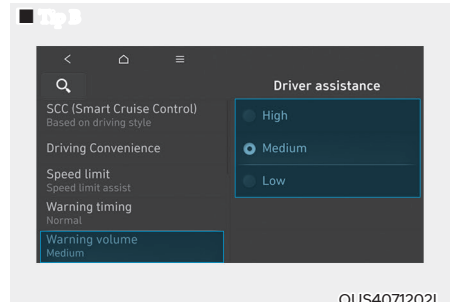 Driver assistance
SCC (Smart Cruise Control)
Based on driving style
Driving Convenience
Speed limit
Speed limit assist
Warning timing
Normal
Warning volume
Medium
High
Medium
Low